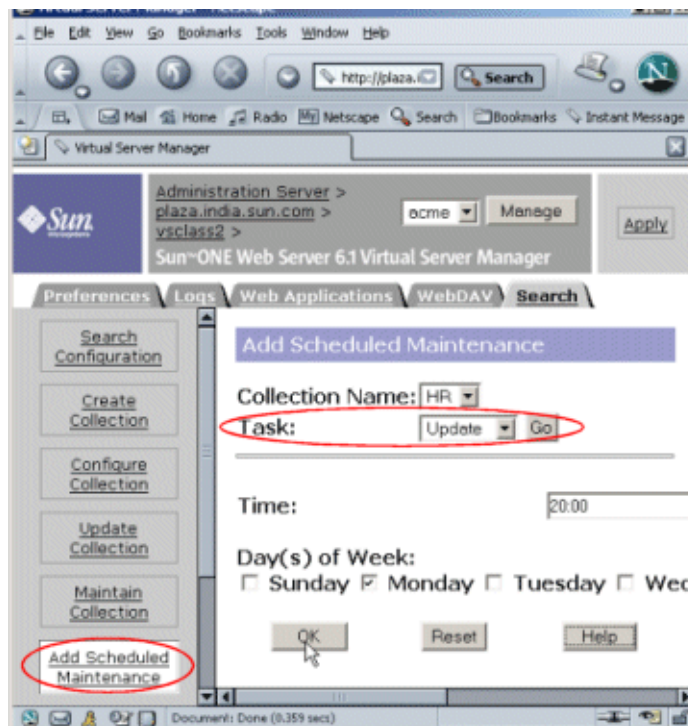 Virtual Server Manager - Netscape
File Edit View Go Bookmarks Tools Window Help
http://plaza. Search
Mail Home Radio My Netscape Search Bookmarks Instant Message
Virtual Server Manager
Sun
Administration Server >
plaza.india.sun.com >
vsclass2 >
acme Manage
Apply
Sun ONE Web Server 6.1 Virtual Server Manager
Preferences Logs Web Applications WebDAV Search
Search
Configuration
Create
Collection
Configure
Collection
Update
Collection
Maintain
Collection
Add Scheduled
Maintenance
Add Scheduled Maintenance
Collection Name: HR
Task: Update Go
Time: 20:00
Day(s) of Week:
Sunday Monday Tuesday Wed
OK Reset Help
Document: Done (0.359 secs)